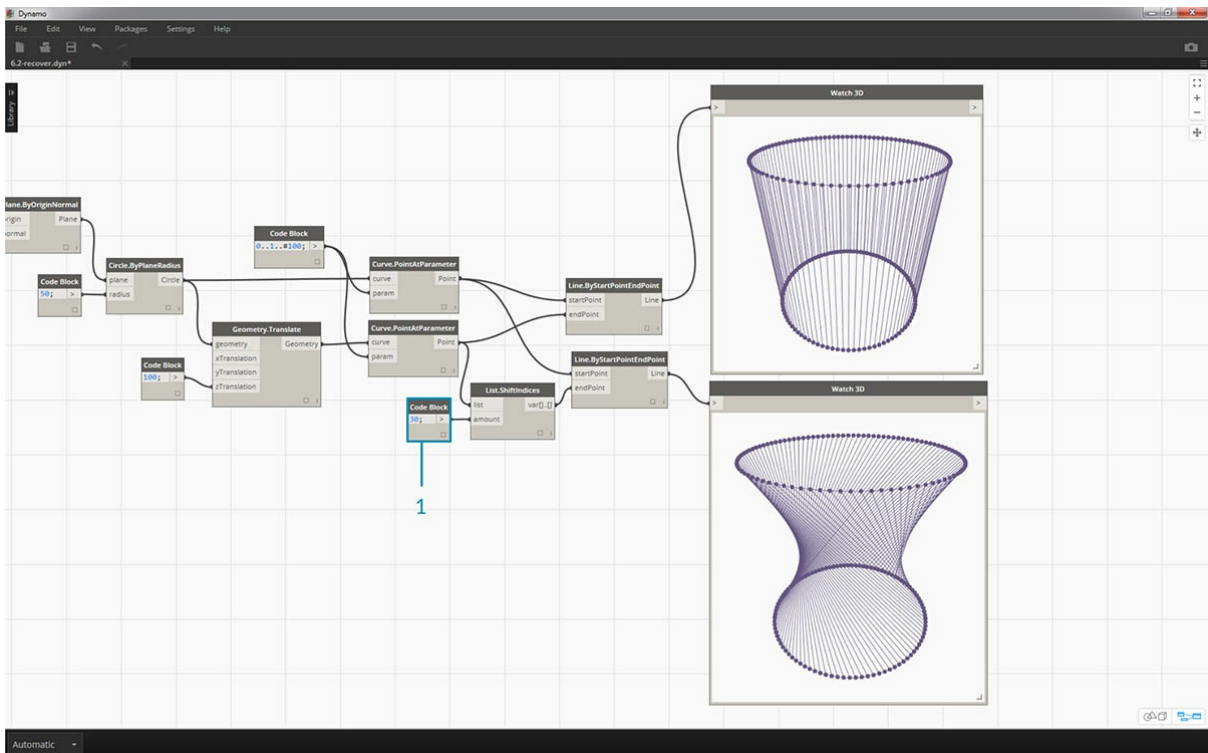 Dynamo
File Edit View Packages Settings Help
6.2-recover.dyn*
Library
Watch 3D
> >
lane.ByOriginNormal
origin Plane
normal
Code Block
0..1..#100; >
Circle.ByPlaneRadius
plane Circle
radius
Code Block
50; >
Curve.PointAtParameter
curve Point
param
Line.ByStartPointEndPoint
startPoint Line
endPoint
Geometry.Translate
geometry Geometry
xTranslation
yTranslation
zTranslation
Curve.PointAtParameter
curve Point
param
Code Block
100; >
Line.ByStartPointEndPoint
startPoint Line
endPoint
List.ShiftIndices
list var[]..[]
amount
Code Block
30; >
1
Watch 3D
> >
Automatic